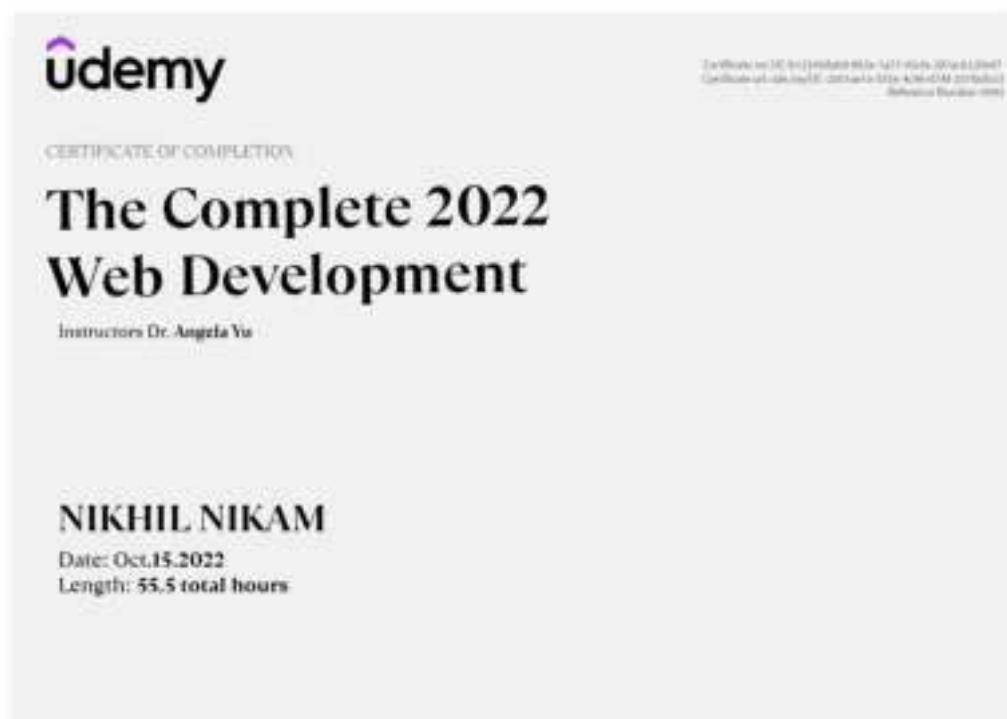 ûdemy
CERTIFICATE OF COMPLETION
The Complete 2022
Web Development
Instructors Dr. Angela Yu
NIKHIL NIKAM
Date: Oct.15.2022
Length: 55.5 total hours